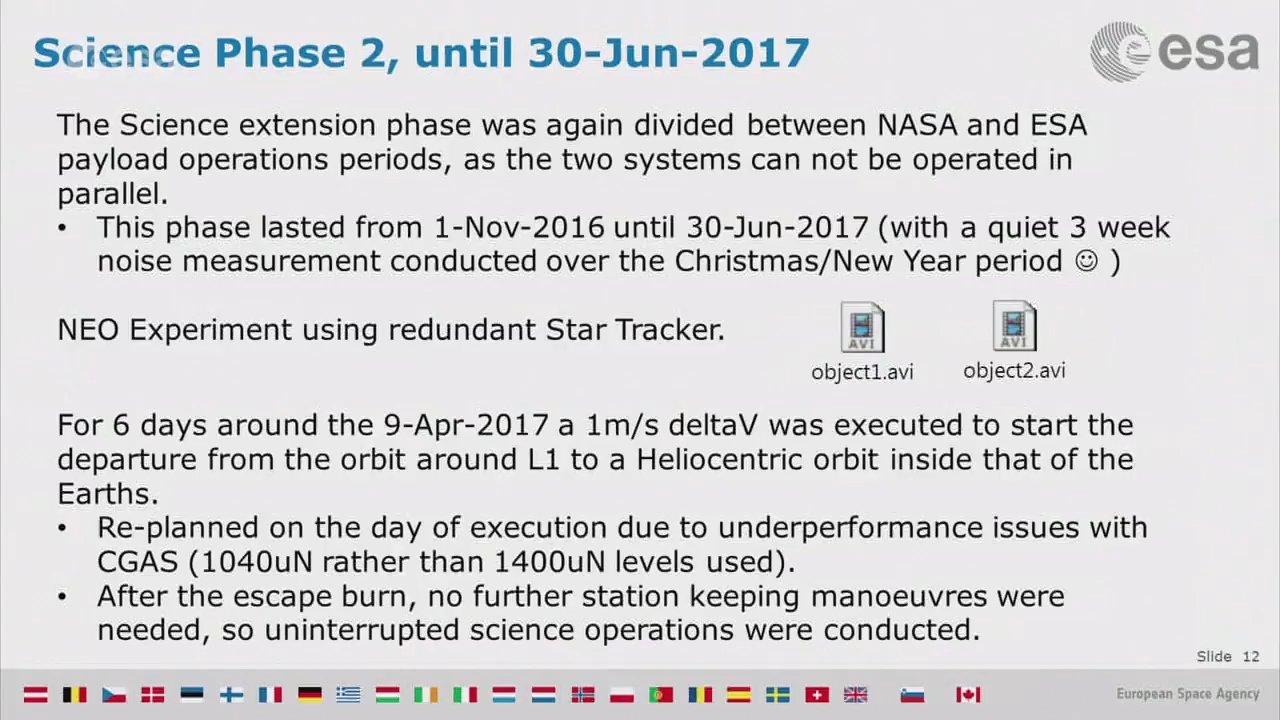 Science Phase 2, until 30-Jun-2017
esa
The Science extension phase was again divided between NASA and ESA
payload operations periods, as the two systems can not be operated in
parallel.
• This phase lasted from 1-Nov-2016 until 30-Jun-2017 (with a quiet 3 week
noise measurement conducted over the Christmas/New Year period ☺ )
NEO Experiment using redundant Star Tracker.
AVI AVI
object1.avi object2.avi
For 6 days around the 9-Apr-2017 a 1m/s deltaV was executed to start the
departure from the orbit around L1 to a Heliocentric orbit inside that of the
Earths.
• Re-planned on the day of execution due to underperformance issues with
CGAS (1040uN rather than 1400uN levels used).
• After the escape burn, no further station keeping manoeuvres were
needed, so uninterrupted science operations were conducted.
Slide 12
European Space Agency